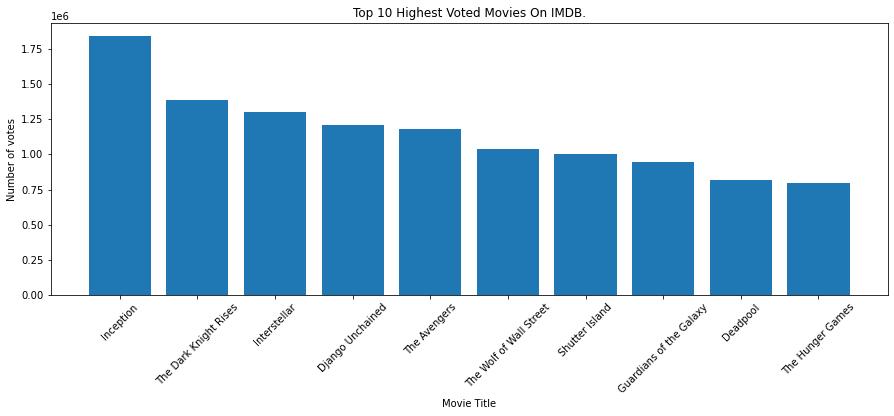 Top 10 Highest Voted Movies On IMDB.
1e6
1.75
1.50
1.25
1.00
0.75
0.50
0.25
0.00
Number of votes
Inception
The Dark Knight Rises
Interstellar
Django Unchained
The Avengers
The Wolf of Wall Street
Shutter Island
Guardians of the Galaxy
Deadpool
The Hunger Games
Movie Title